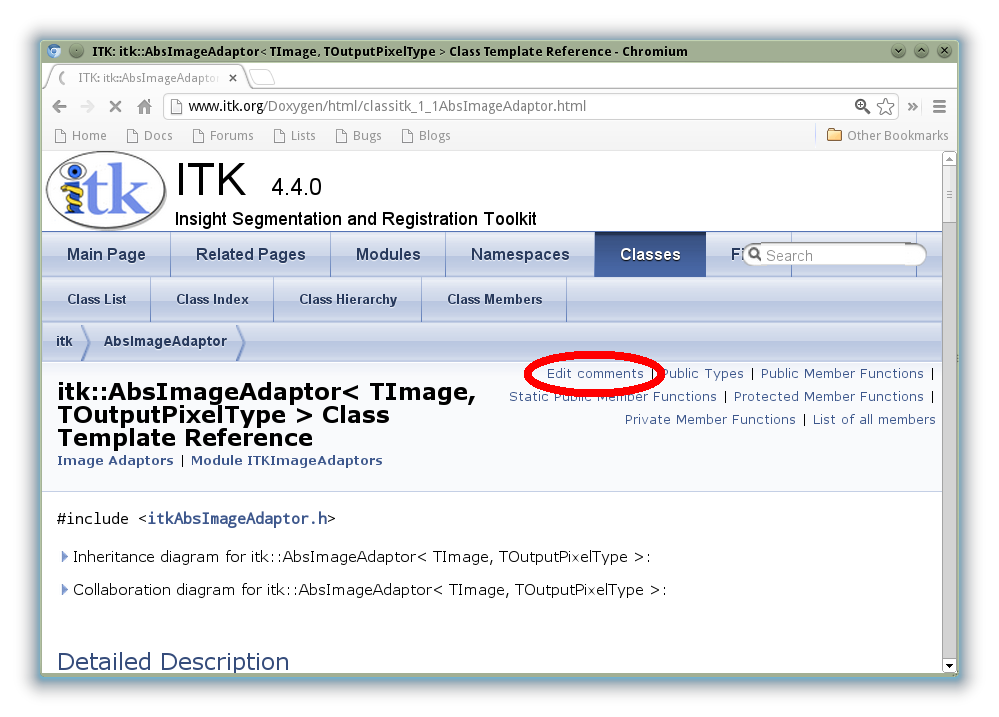 ITK: itk::AbsImageAdaptor< TImage, TOutputPixelType > Class Template Reference - Chromium
ITK: itk::AbsImageAdaptor
www.itk.org/Doxygen/html/classitk_1_1AbsImageAdaptor.html
Home Docs Forums Lists Bugs Blogs Other Bookmarks
itk ITK 4.4.0
Insight Segmentation and Registration Toolkit
Main Page Related Pages Modules Namespaces Classes Fi Search
Class List Class Index Class Hierarchy Class Members
itk AbsImageAdaptor
Edit comments | Public Types | Public Member Functions |
Static Public Member Functions | Protected Member Functions |
Private Member Functions | List of all members
itk::AbsImageAdaptor< TImage,
TOutputPixelType > Class
Template Reference
Image Adaptors | Module ITKImageAdaptors
#include <itkAbsImageAdaptor.h>
Inheritance diagram for itk::AbsImageAdaptor< TImage, TOutputPixelType >:
Collaboration diagram for itk::AbsImageAdaptor< TImage, TOutputPixelType >:
Detailed Description